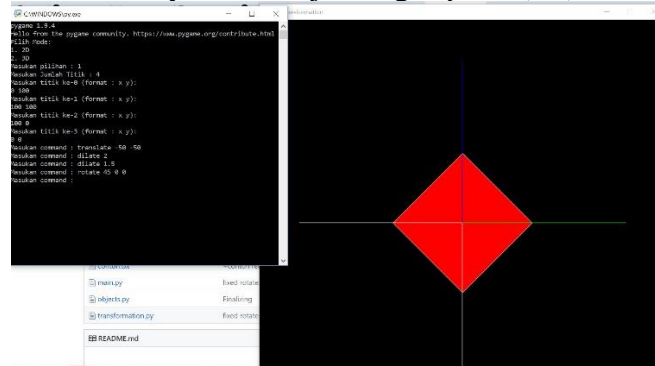 C:\WINDOWS\py.exe
pygame 1.9.4
Hello from the pygame community. https://www.pygame.org/contribute.html
Pilih Mode:
1. 2D
2. 3D
Masukan pilihan : 1
Masukan Jumlah Titik : 4
Masukan titik ke-0 (format : x y):
0 100
Masukan titik ke-1 (format : x y):
100 100
Masukan titik ke-2 (format : x y):
100 0
Masukan titik ke-3 (format : x y):
0 0
Masukan command : translate -50 -50
Masukan command : dilate 2
Masukan command : dilate 1.5
Masukan command : rotate 45 0 0
Masukan command :
main.py fixed rotate
objects.py Finalizing
transformation.py fixed rotate
README.md